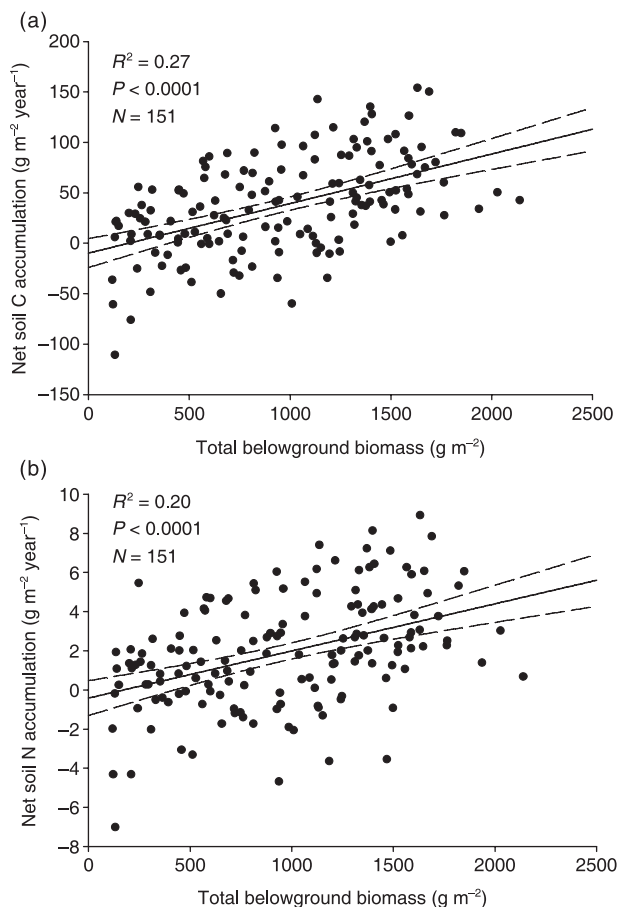 (a)
200
150
100
50
0
−50
−100
−150
R² = 0.27
P < 0.0001
N = 151
Net soil C accumulation (g m⁻² year⁻¹)
0 500 1000 1500 2000 2500
Total belowground biomass (g m⁻²)
(b)
10
8
6
4
2
0
−2
−4
−6
−8
R² = 0.20
P < 0.0001
N = 151
Net soil N accumulation (g m⁻² year⁻¹)
0 500 1000 1500 2000 2500
Total belowground biomass (g m⁻²)